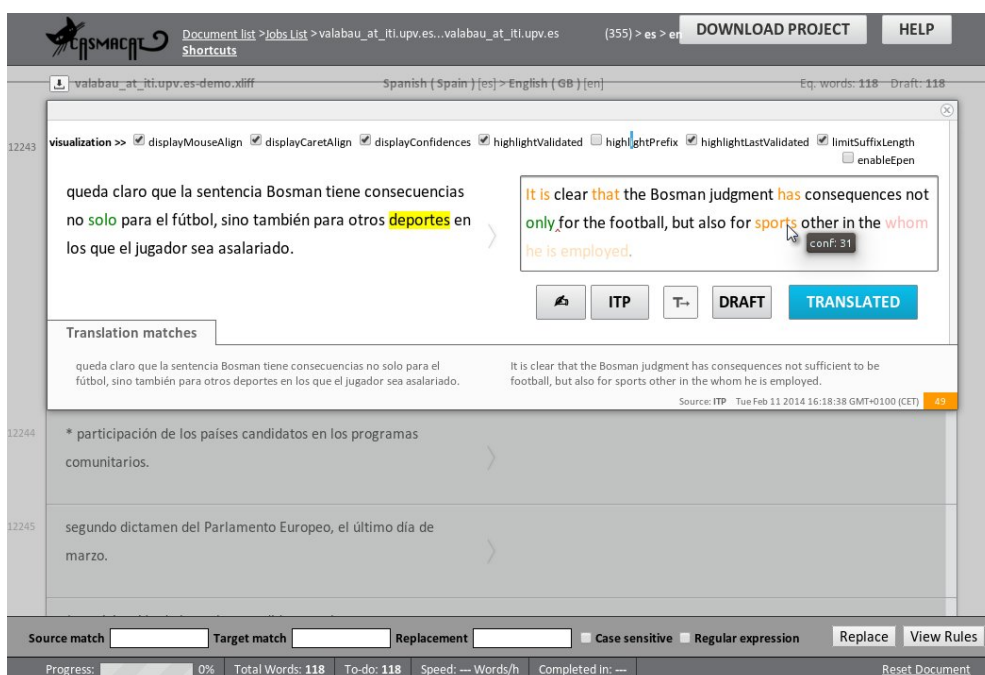 CASMACAT
Document list >Jobs List > valabau_at_iti.upv.es...valabau_at_iti.upv.es (355) > es > en DOWNLOAD PROJECT HELP
Shortcuts
valabau_at_iti.upv.es-demo.xliff Spanish ( Spain ) [es] > English ( GB ) [en] Eq. words: 118 Draft: 118
12243 visualization >> displayMouseAlign displayCaretAlign displayConfidences highlightValidated highlightPrefix highlightLastValidated limitSuffixLength
enableEpen
queda claro que la sentencia Bosman tiene consecuencias
no solo para el fútbol, sino también para otros deportes en
los que el jugador sea asalariado.
It is clear that the Bosman judgment has consequences not
only for the football, but also for sports other in the whom
he is employed.
conf: 31
ITP T→ DRAFT TRANSLATED
Translation matches
queda claro que la sentencia Bosman tiene consecuencias no solo para el
fútbol, sino también para otros deportes en los que el jugador sea asalariado.
It is clear that the Bosman judgment has consequences not sufficient to be
football, but also for sports other in the whom he is employed.
Source: ITP Tue Feb 11 2014 16:18:38 GMT+0100 (CET) 49
12244 * participación de los países candidatos en los programas
comunitarios.
12245 segundo dictamen del Parlamento Europeo, el último día de
marzo.
Source match Target match Replacement Case sensitive Regular expression Replace View Rules
Progress: 0% Total Words: 118 To-do: 118 Speed: --- Words/h Completed in: --- Reset Document